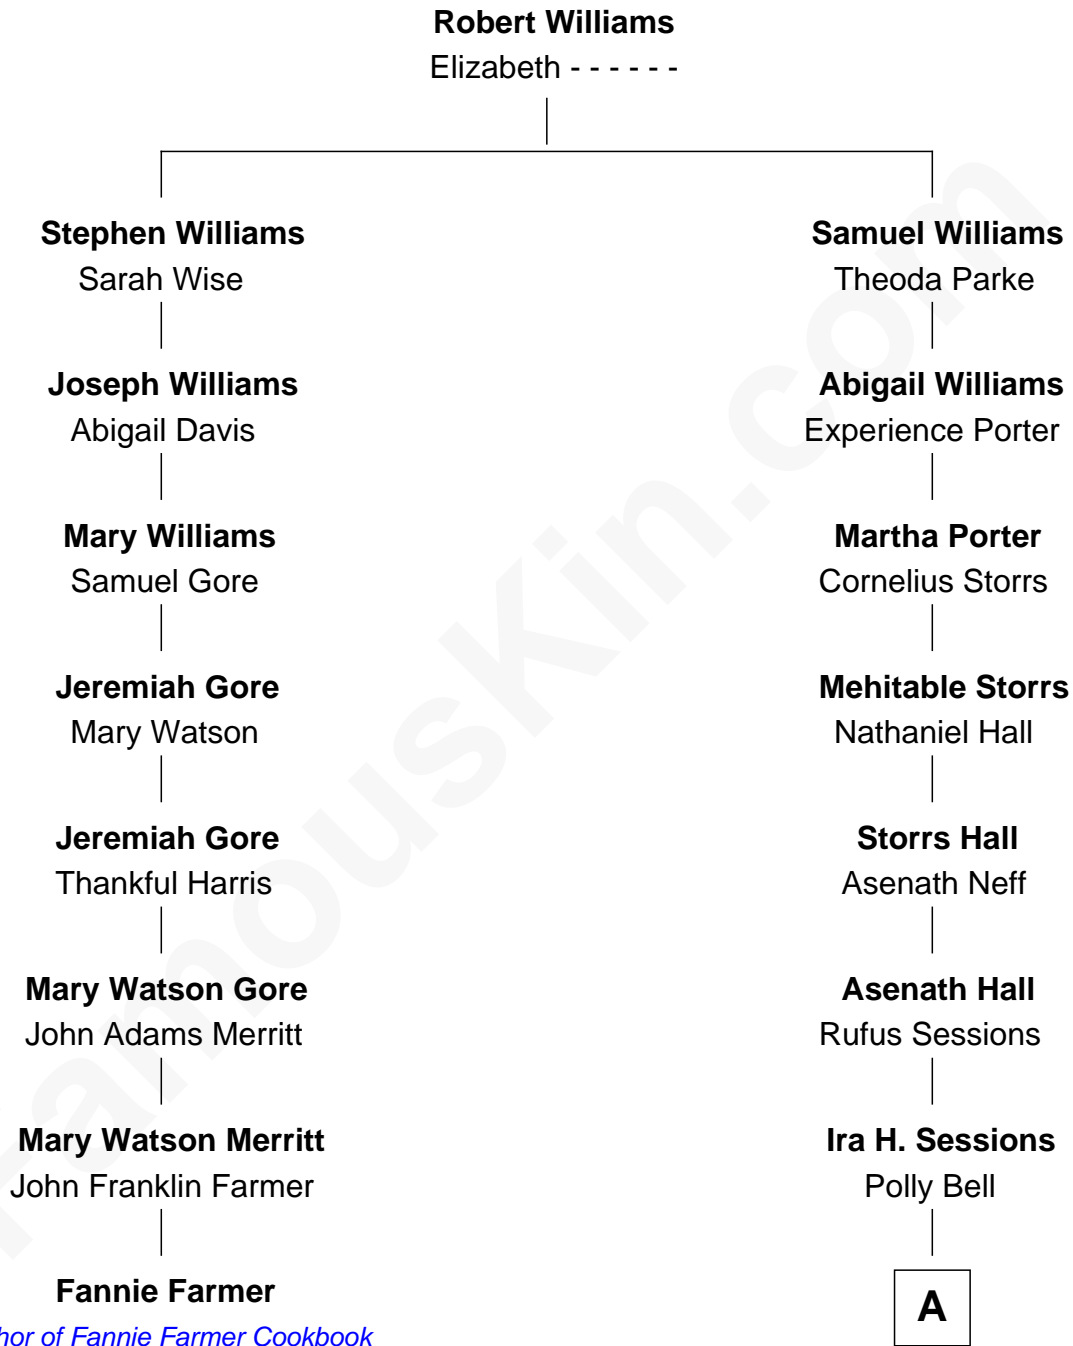 Robert Williams
Elizabeth - - - - - -
Stephen Williams
Sarah Wise
Samuel Williams
Theoda Parke
Joseph Williams
Abigail Davis
Abigail Williams
Experience Porter
Mary Williams
Samuel Gore
Martha Porter
Cornelius Storrs
Jeremiah Gore
Mary Watson
Mehitable Storrs
Nathaniel Hall
Jeremiah Gore
Thankful Harris
Storrs Hall
Asenath Neff
Mary Watson Gore
John Adams Merritt
Asenath Hall
Rufus Sessions
Mary Watson Merritt
John Franklin Farmer
Ira H. Sessions
Polly Bell
Fannie Farmer
hor of Fannie Farmer Cookbook
A
FamousKin.com